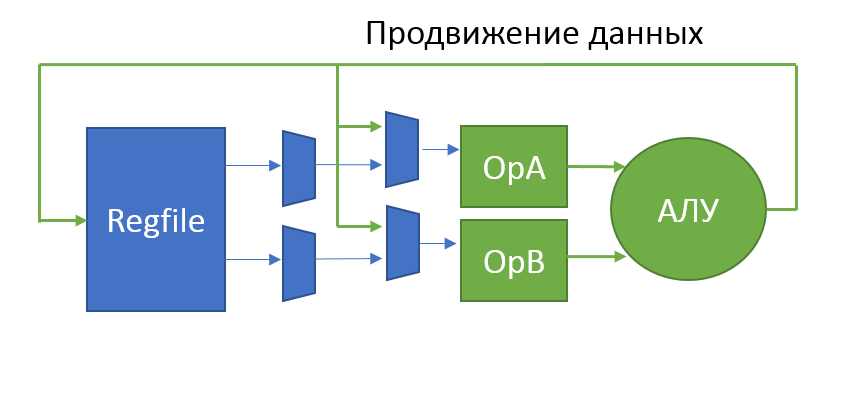 Продвижение данных
Regfile
OpA
OpB
АЛУ